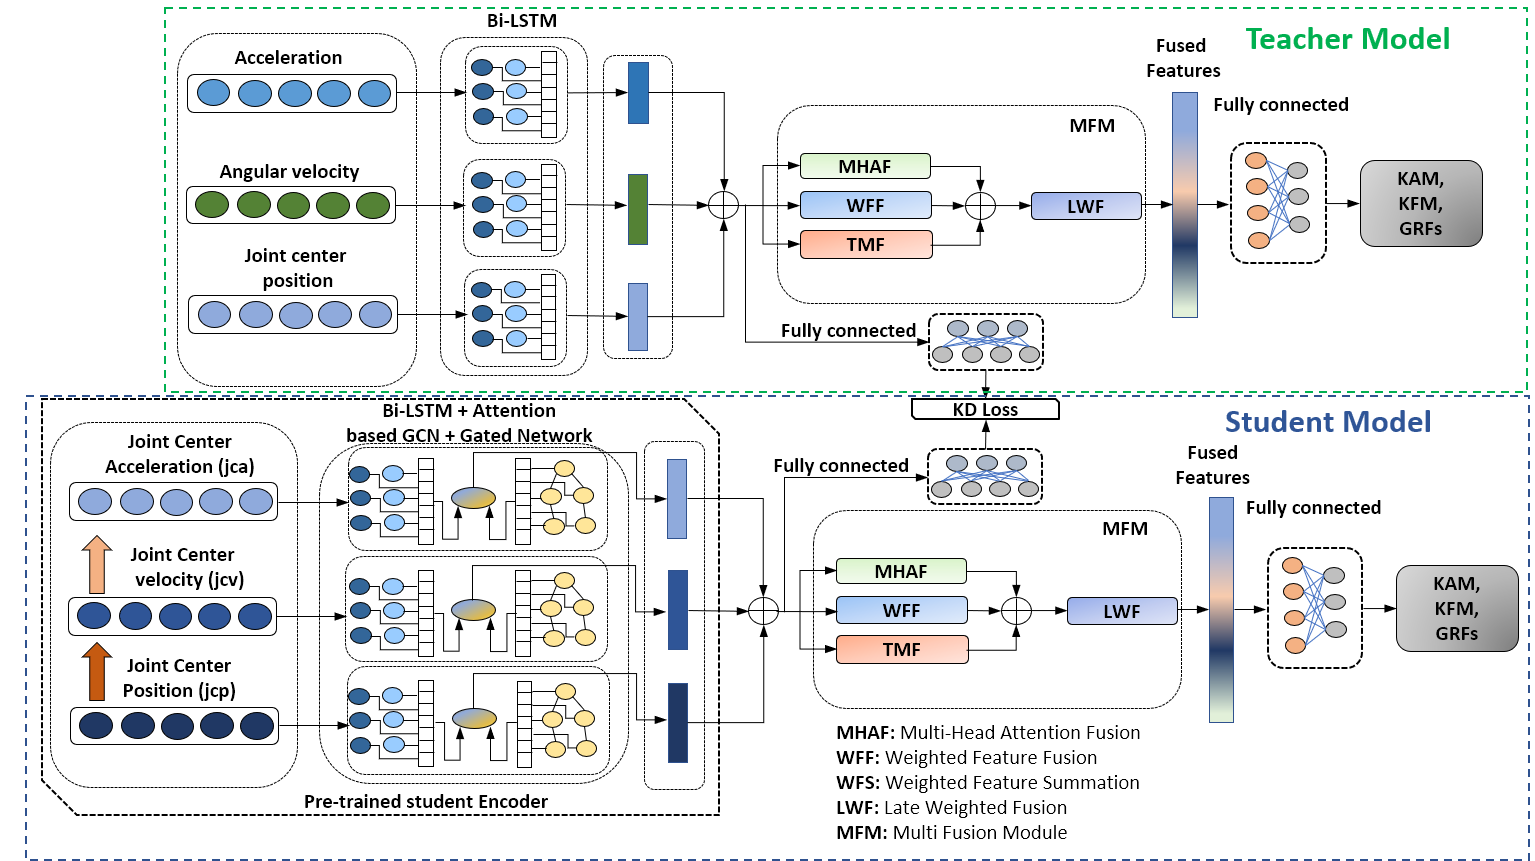 Teacher Model
Bi-LSTM
Acceleration
Angular velocity
Joint center
position
MFM
MHAF
WFF
TMF
LWF
Fused
Features
Fully connected
KAM,
KFM,
GRFs
Fully connected
KD Loss
Student Model
Bi-LSTM + Attention
based GCN + Gated Network
Joint Center
Acceleration (jca)
Joint Center
velocity (jcv)
Joint Center
Position (jcp)
Pre-trained student Encoder
Fully connected
MFM
MHAF
WFF
TMF
LWF
Fused
Features
Fully connected
KAM,
KFM,
GRFs
MHAF: Multi-Head Attention Fusion
WFF: Weighted Feature Fusion
WFS: Weighted Feature Summation
LWF: Late Weighted Fusion
MFM: Multi Fusion Module